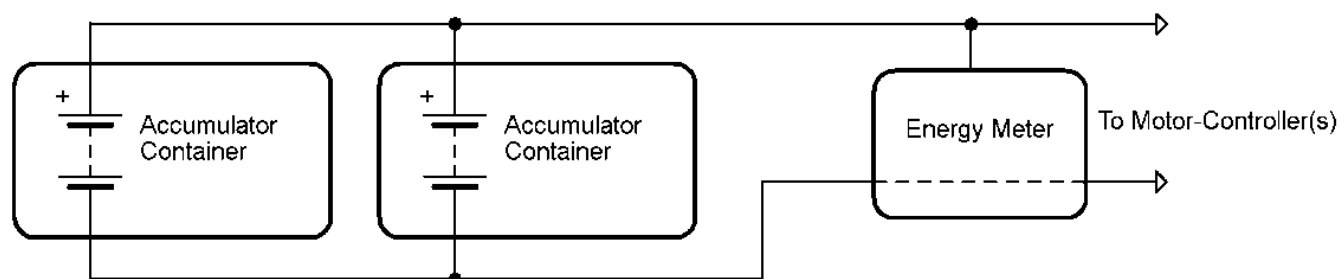 +
Accumulator
Container
+
Accumulator
Container
Energy Meter
To Motor-Controller(s)